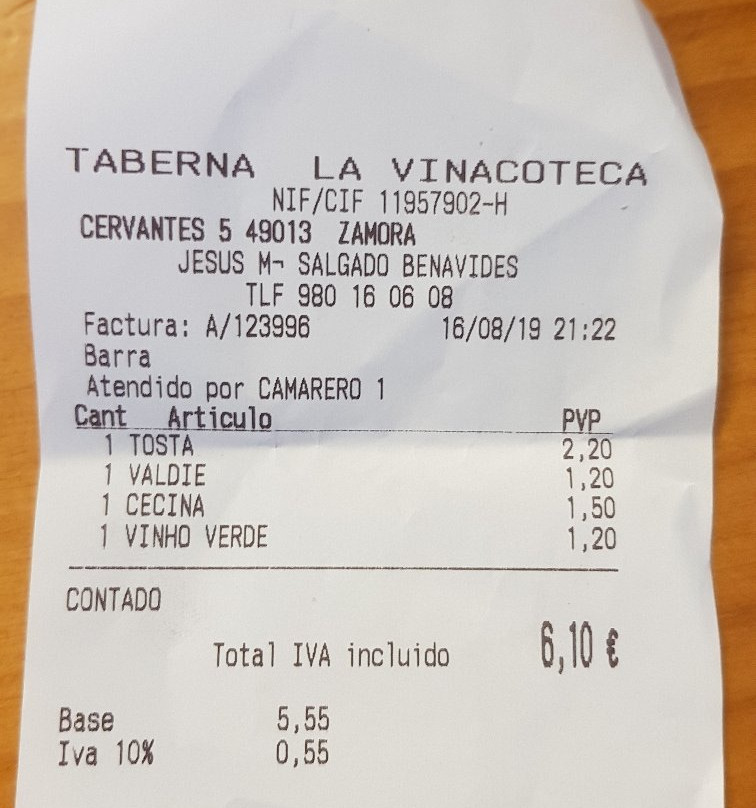 TABERNA LA VINACOTECA
NIF/CIF 11957902-H
CERVANTES 5 49013 ZAMORA
JESUS M¬ SALGADO BENAVIDES
TLF 980 16 06 08
Factura: A/123996 16/08/19 21:22
Barra
Atendido por CAMARERO 1
Cant Articulo PVP
1 TOSTA 2,20
1 VALDIE 1,20
1 CECINA 1,50
1 VINHO VERDE 1,20
CONTADO
Total IVA incluido 6,10 €
Base 5,55
Iva 10% 0,55